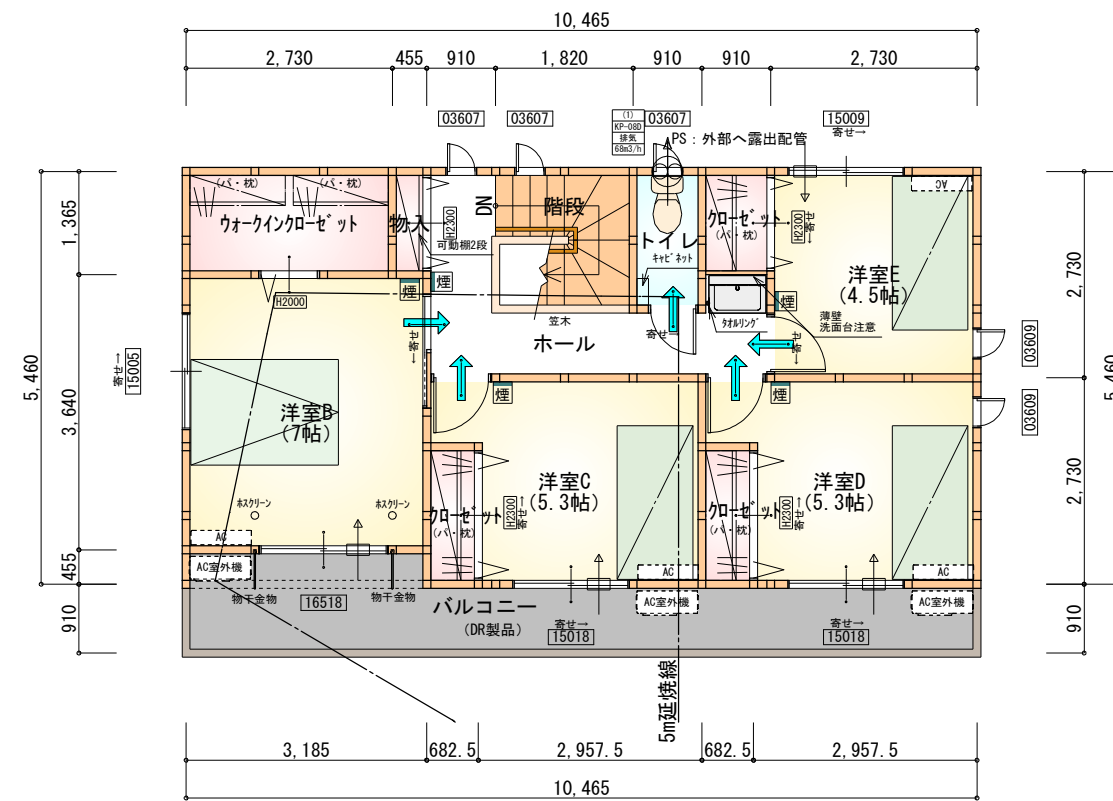 10,465
2,730 455 910 1,820 910 910 2,730
03607 03607 03607 15009
(1)
KP-08D
排気
68m3/h
PS:外部へ露出配管
寄せ→
1,365
3,640
5,460
455
910
(ハ・枕) (ハ・枕)
ウォークインクローゼット
物入
H2300
可動棚2段
DN
階段
トイレ
キャビネット
クローゼット
(ハ・枕)
H2300
寄せ→
AC
洋室E
(4.5帖)
煙
煙
煙
H2000
笠木
ホール
寄せ→
寄せ→
タオルリング
薄壁
洗面台注意
寄せ→
寄せ→
15005
03609
03609
2,730
2,730
5,460
910
洋室B
(7帖)
煙
煙
洋室C
(5.3帖)
洋室D
(5.3帖)
クローゼット
(ハ・枕)
H2300
寄せ→
クローゼット
(ハ・枕)
H2300
寄せ→
ホスクリーン ホスクリーン
AC
AC
AC
AC室外機
AC室外機
AC室外機
物干金物
16518
物干金物
バルコニー
(DR製品)
寄せ→
15018
寄せ→
15018
5m延焼線
3,185 682.5 2,957.5 682.5 2,957.5
10,465